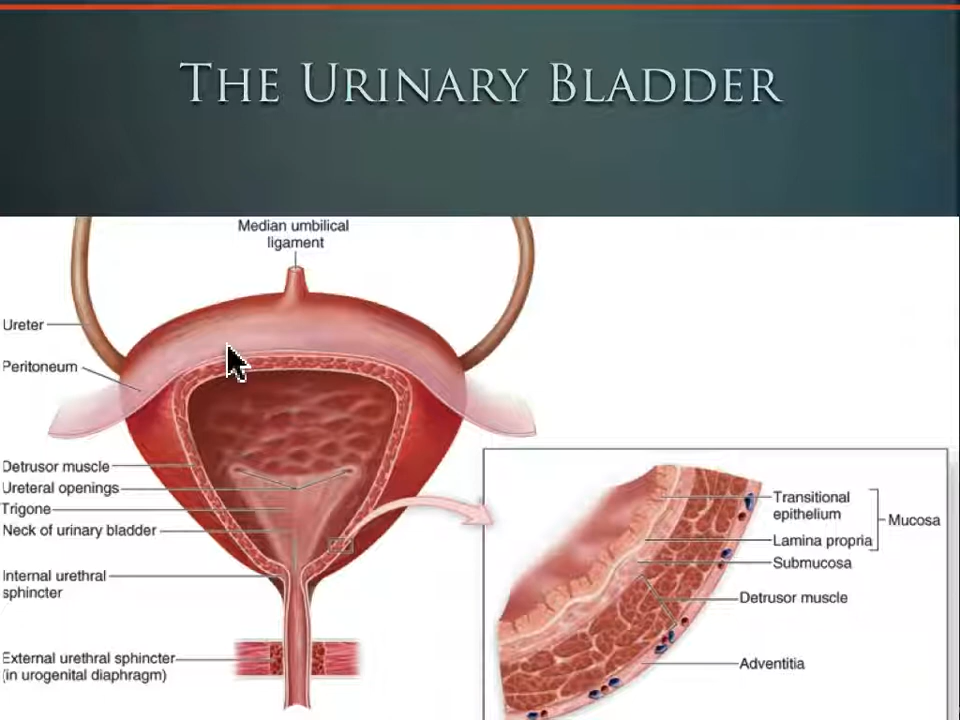 THE URINARY BLADDER
Median umbilical
ligament
Ureter
Peritoneum
Detrusor muscle
Ureteral openings
Trigone
Neck of urinary bladder
Internal urethral
sphincter
External urethral sphincter
(in urogenital diaphragm)
Transitional
epithelium
Mucosa
Lamina propria
Submucosa
Detrusor muscle
Adventitia